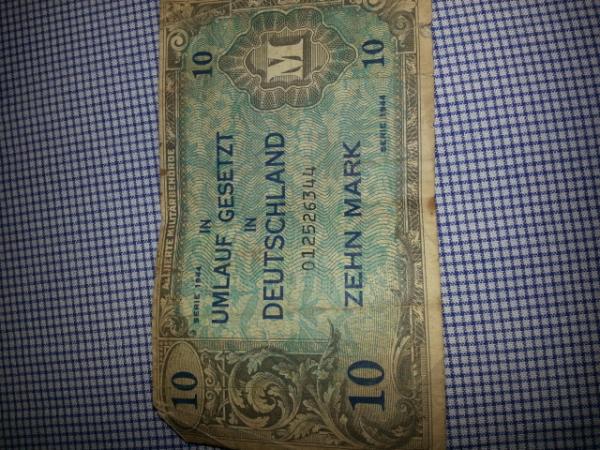 ALLIIERTE MILITÄRBEHÖRDE
10 SERIE 1944 IN 10
UMLAUF GESETZT
IN
DEUTSCHLAND M
012526344
ZEHN MARK
10 SERIE 1944 10